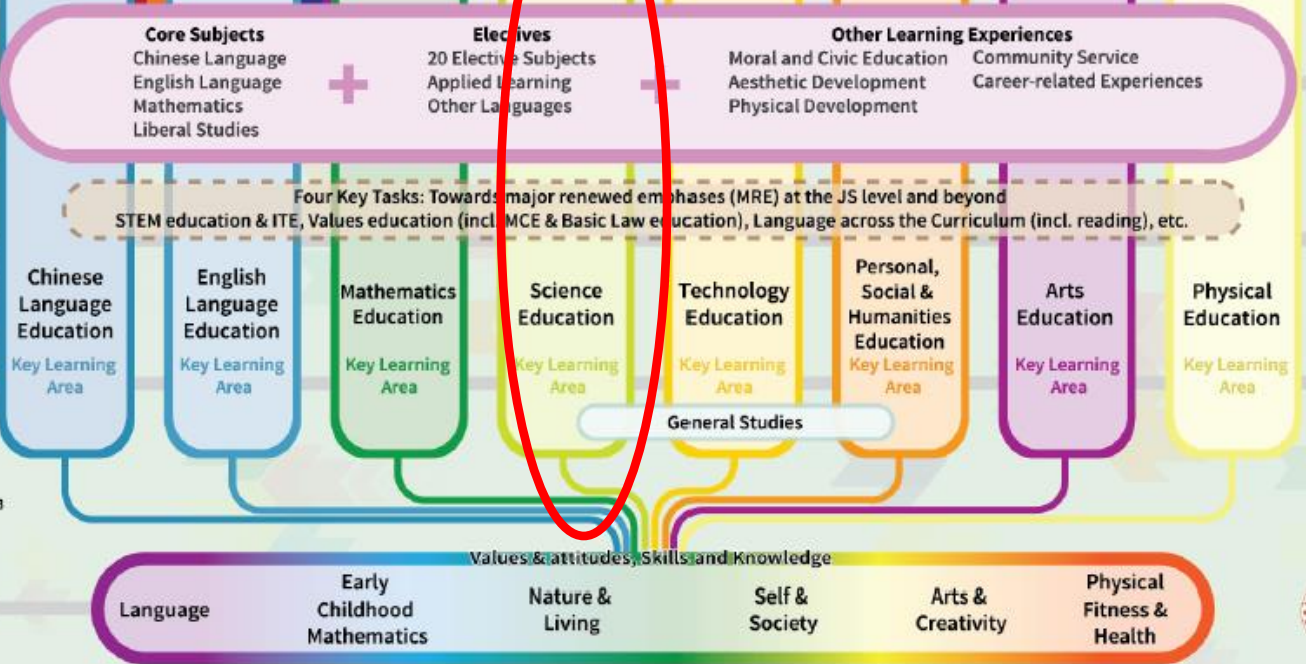 Core Subjects
Chinese Language
English Language
Mathematics
Liberal Studies
Electives
20 Elective Subjects
Applied Learning
Other Languages
Other Learning Experiences
Moral and Civic Education
Aesthetic Development
Physical Development
Community Service
Career-related Experiences
Four Key Tasks: Towards major renewed emphases (MRE) at the JS level and beyond
STEM education & ITE, Values education (incl. MCE & Basic Law education), Language across the Curriculum (incl. reading), etc.
Chinese
Language
Education
Key Learning
Area
English
Language
Education
Key Learning
Area
Mathematics
Education
Key Learning
Area
Science
Education
Key Learning
Area
Technology
Education
Key Learning
Area
Personal,
Social &
Humanities
Education
Key Learning
Area
Arts
Education
Key Learning
Area
Physical
Education
Key Learning
Area
General Studies
Values & attitudes, Skills and Knowledge
Language
Early
Childhood
Mathematics
Nature &
Living
Self &
Society
Arts &
Creativity
Physical
Fitness &
Health